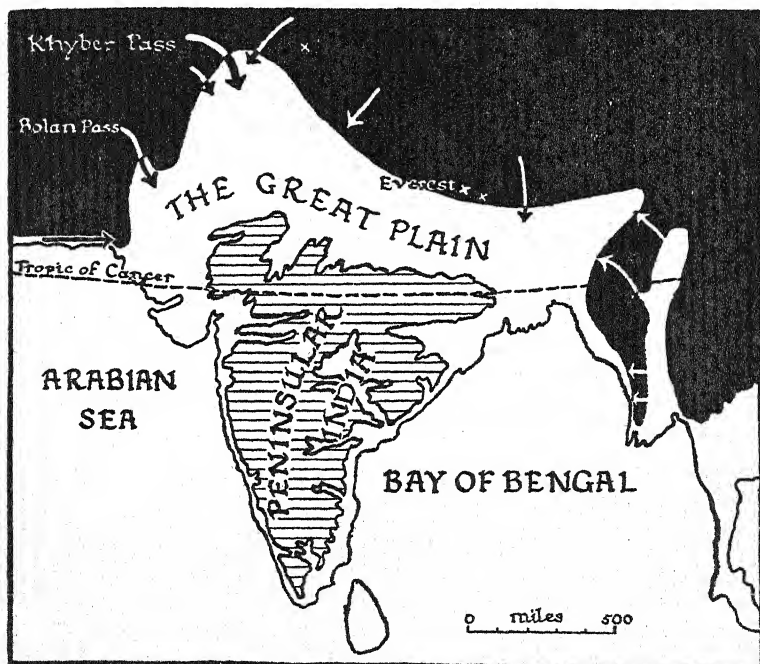 Khyber Pass
Bolan Pass
Everest
THE GREAT PLAIN
Tropic of Cancer
PENINSULAR
INDIA
ARABIAN
SEA
BAY OF BENGAL
0 miles 500